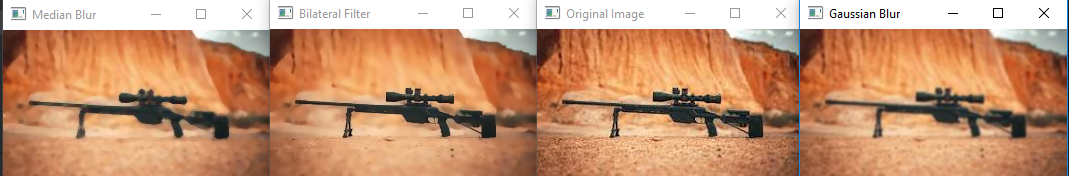 Median Blur
Bilateral Filter
Original Image
Gaussian Blur